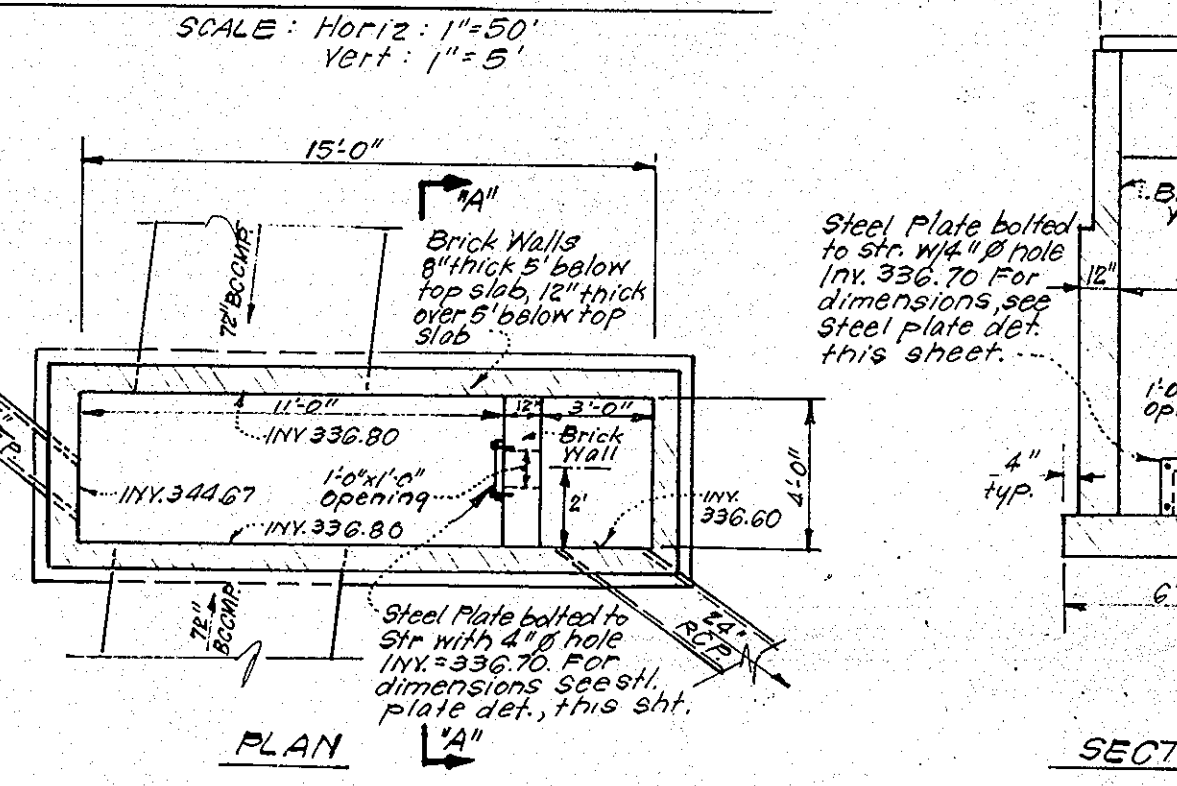 SCALE: Horiz: 1"=50'
Vert: 1"=5'
15'-0"
"A"
72" BCCMP
Brick Walls
8" thick 5' below
top slab, 12" thick
over 5' below top
slab
11'-0"
12"
3'-0"
INV 336.80
Brick
Wall
1'-0"x1'-0"
opening
INV. 344.67
INV. 336.80
2'
INV.
336.60
4'-0"
72"
BCCMP.
24"
RCP.
Steel Plate bolted to
Str with 4" Ø hole
INV.=336.70. For
dimensions see stl.
plate det., this sht.
PLAN
"A"
Steel Plate bolted
to str. w/4" Ø hole
Inv. 336.70 For
dimensions, see
Steel plate det.
this sheet.
12"
4"
typ.